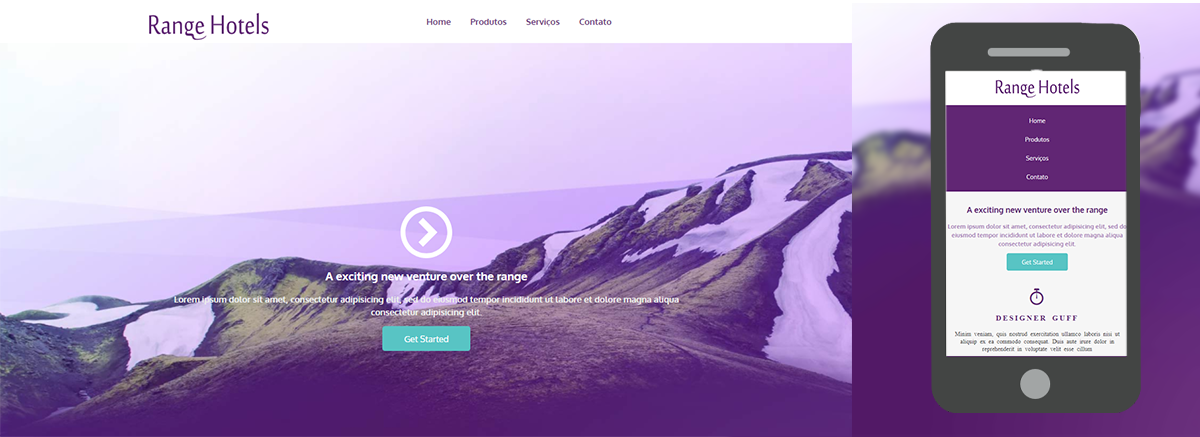 Range Hotels
Home Produtos Serviços Contato
A exciting new venture over the range
Lorem ipsum dolor sit amet, consectetur adipisicing elit, sed do eiusmod tempor incididunt ut labore et dolore magna aliqua
consectetur adipisicing elit.
Get Started
Range Hotels
Home
Produtos
Serviços
Contato
A exciting new venture over the range
Lorem ipsum dolor sit amet, consectetur adipisicing elit, sed do
eiusmod tempor incididunt ut labore et dolore magna aliqua
consectetur adipisicing elit.
Get Started
DESIGNER GUFF
Minim veniam, quis nostrud exercitation ullamco laboris nisi ut
aliquip ex ea commodo consequat. Duis aute irure dolor in
reprehenderit in voluptate velit esse cillum